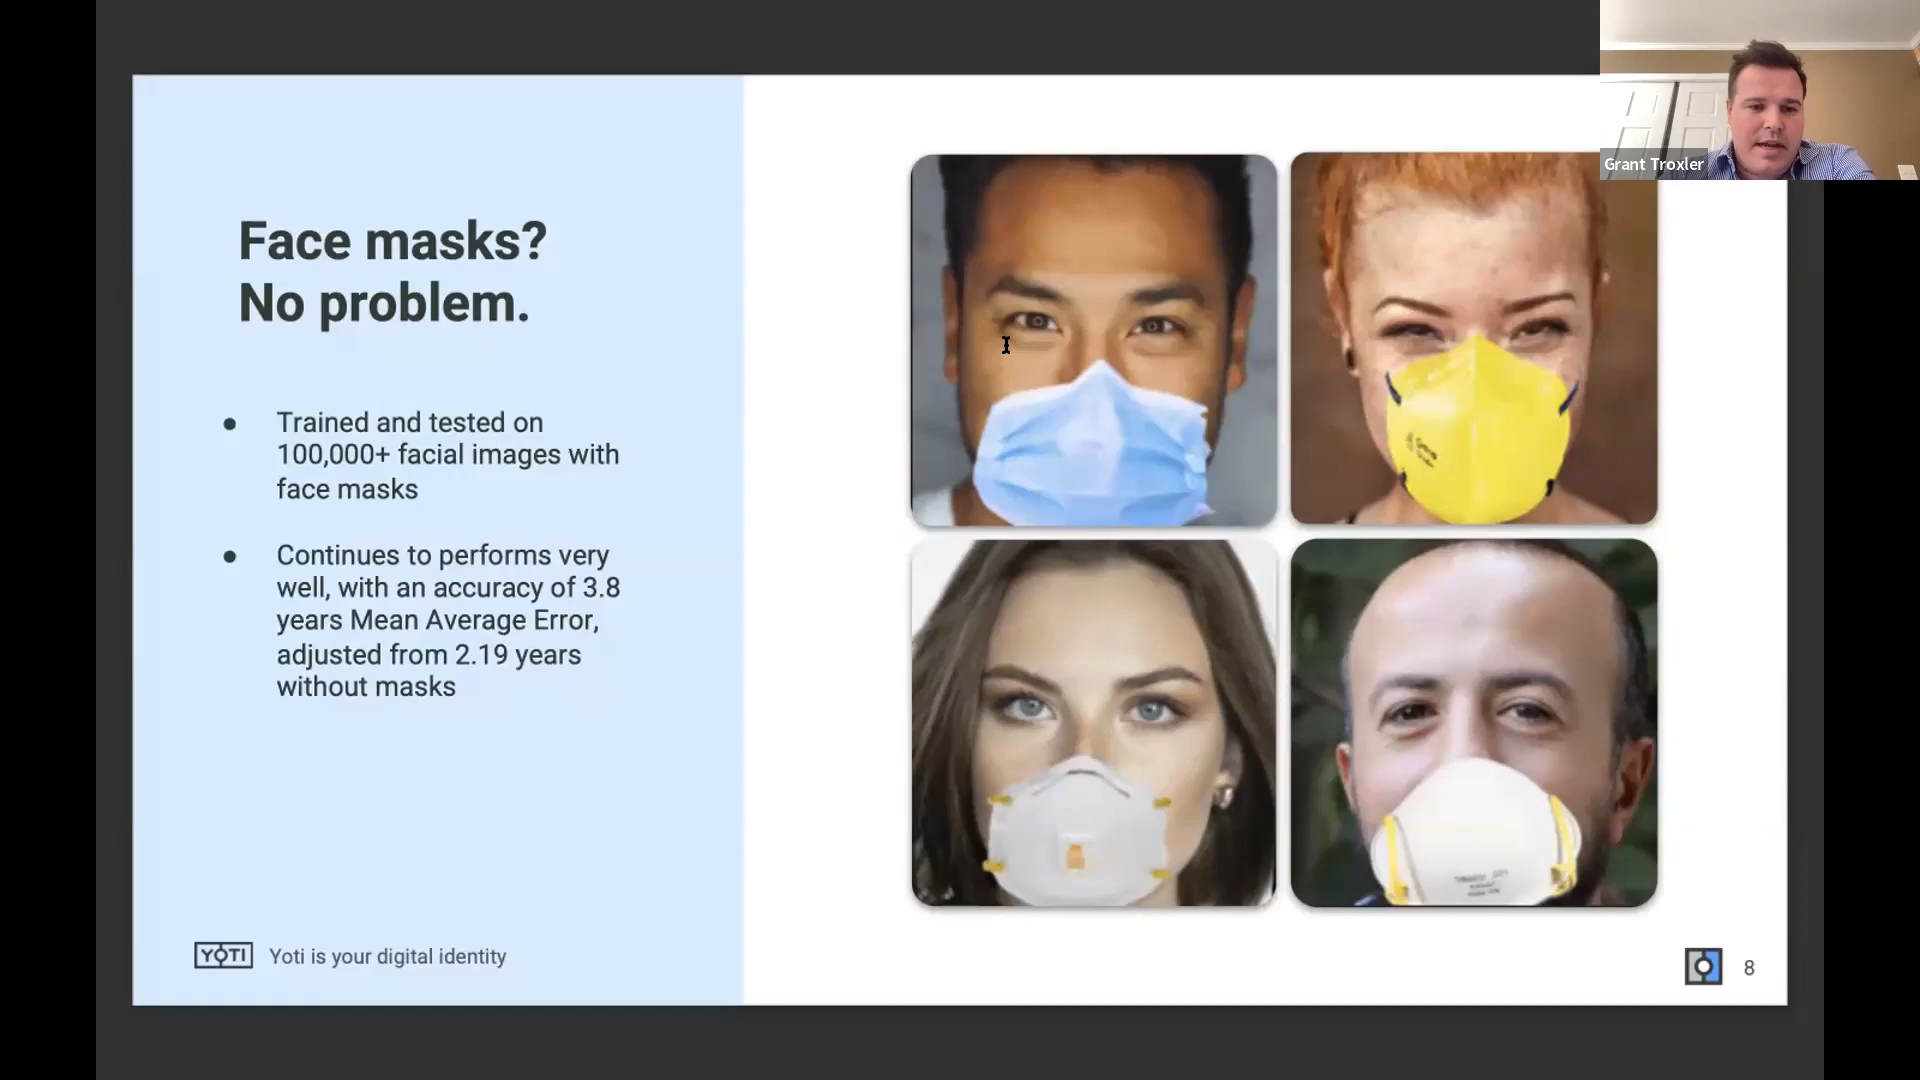 Grant Troxler
Face masks?
No problem.
● Trained and tested on
100,000+ facial images with
face masks
● Continues to performs very
well, with an accuracy of 3.8
years Mean Average Error,
adjusted from 2.19 years
without masks
YOTI Yoti is your digital identity
8